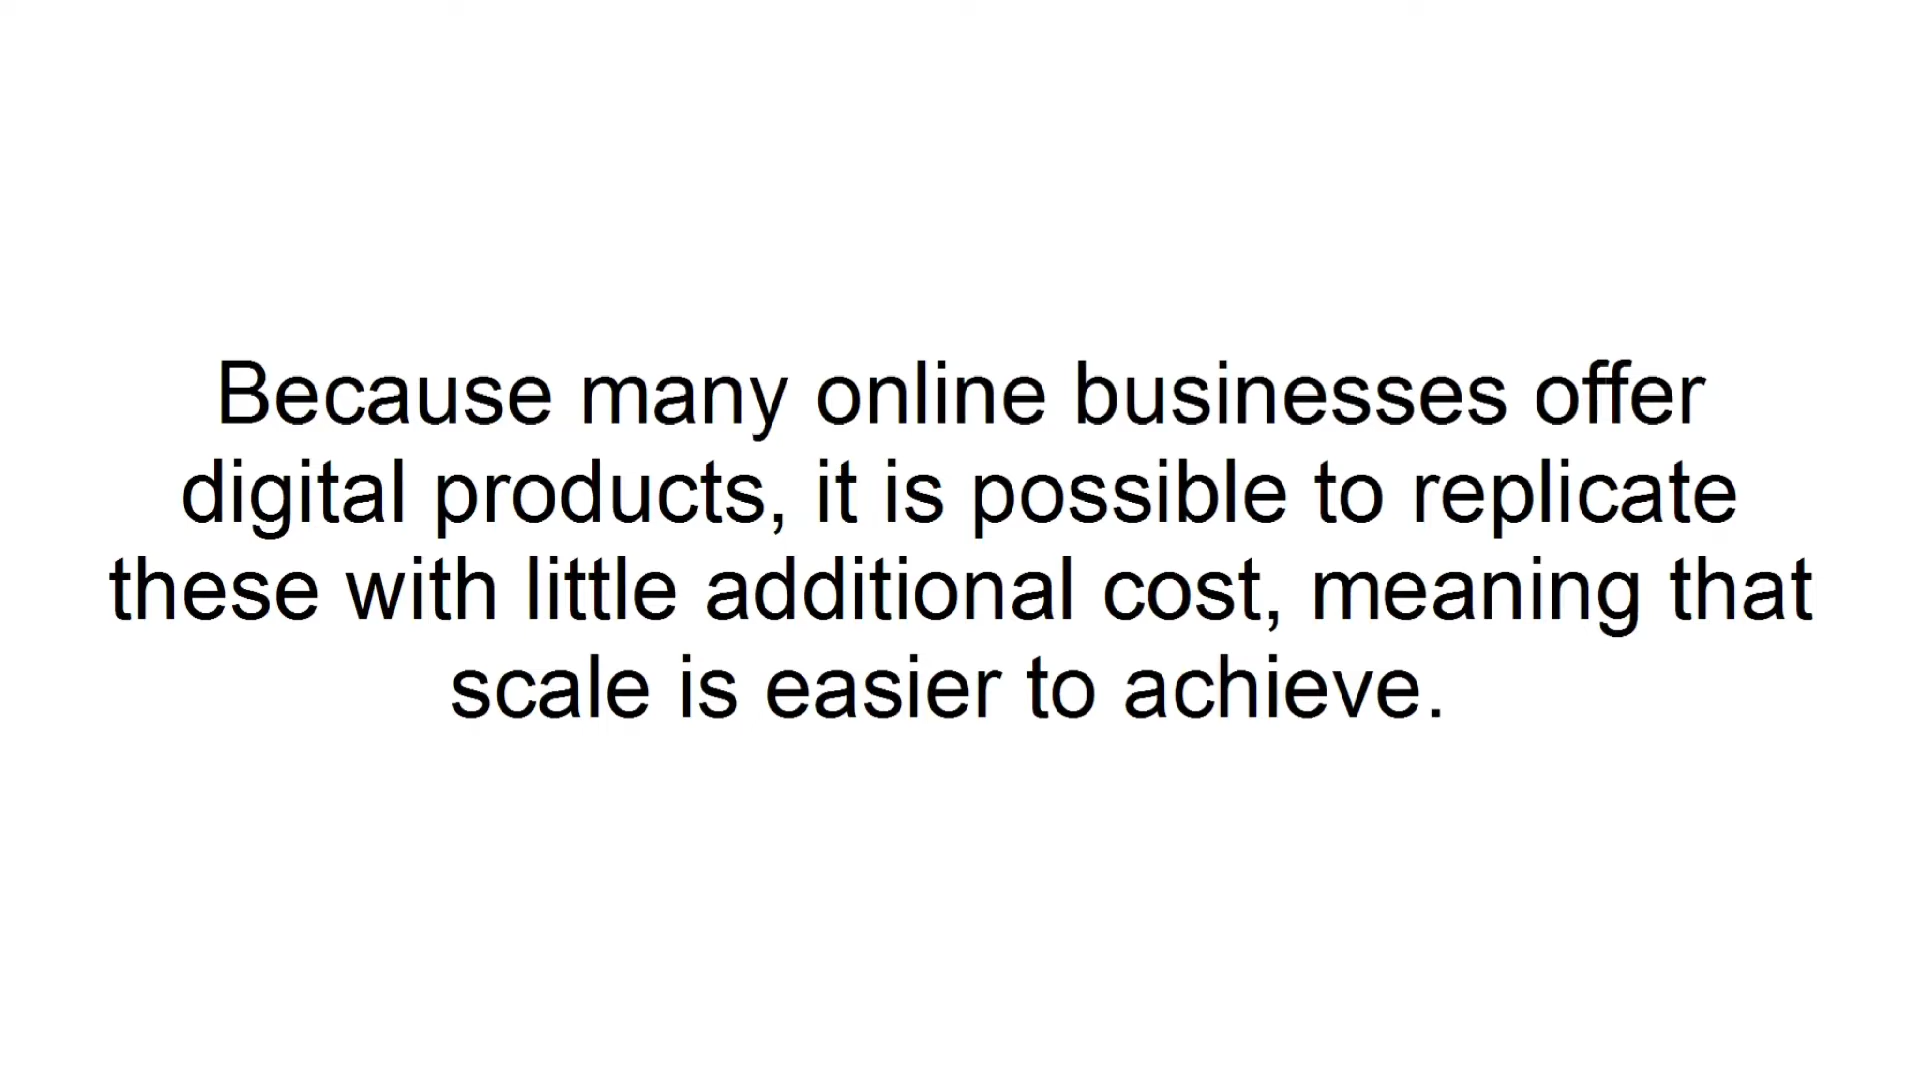 Because many online businesses offer
digital products, it is possible to replicate
these with little additional cost, meaning that
scale is easier to achieve.